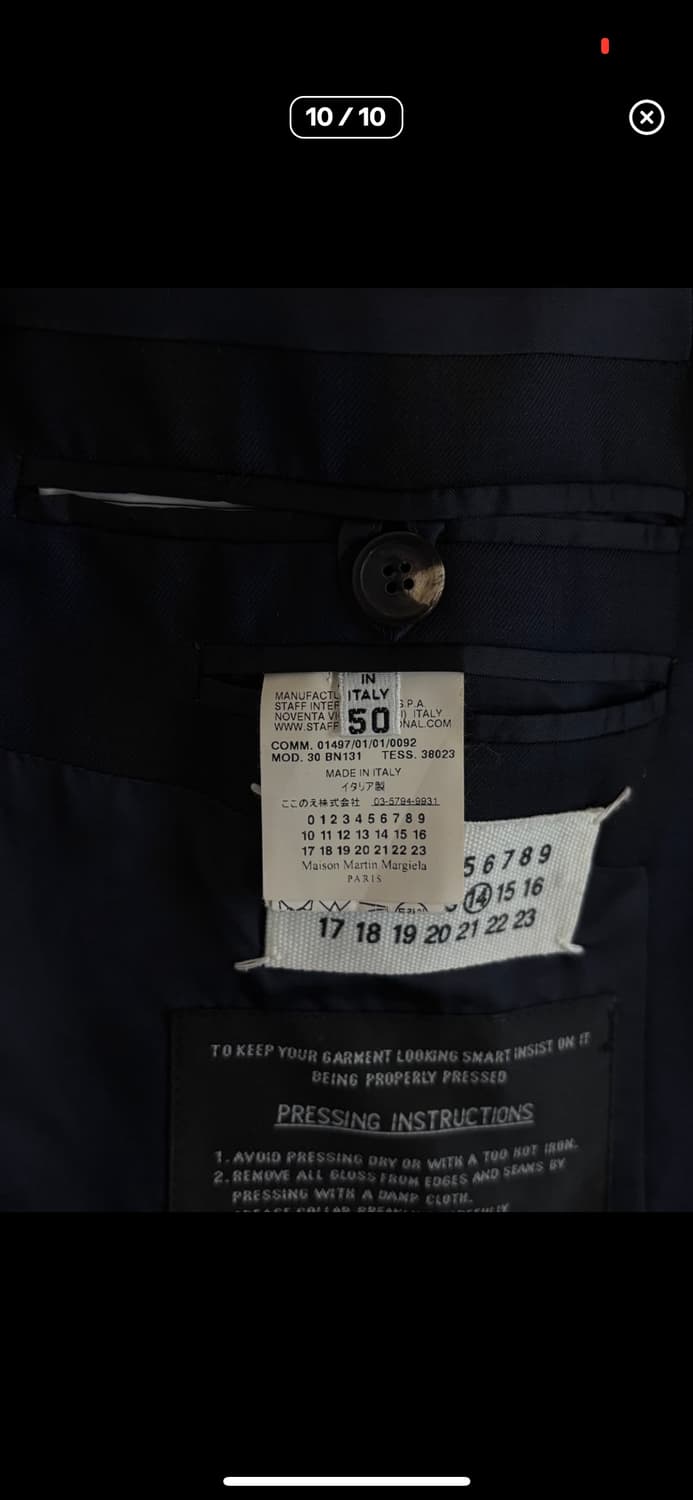 10 / 10
IN
ITALY
50
MANUFACTU
STAFF INTER S P.A.
NOVENTA VI ) ITALY
WWW.STAFF NAL.COM
COMM. 01497/01/01/0092
MOD. 30 BN131 TESS. 38023
MADE IN ITALY
イタリア製
ここのえ株式会社 03-5794-9931
0 1 2 3 4 5 6 7 8 9
10 11 12 13 14 15 16
17 18 19 20 21 22 23
Maison Martin Margiela
PARIS
5 6 7 8 9
14 15 16
17 18 19 20 21 22 23
TO KEEP YOUR GARMENT LOOKING SMART INSIST ON IT
BEING PROPERLY PRESSED
PRESSING INSTRUCTIONS
1. AVOID PRESSING DRY OR WITH A TOO HOT IRON.
2. REMOVE ALL GLOSS FROM EDGES AND SEAMS BY
PRESSING WITH A DAMP CLOTH.